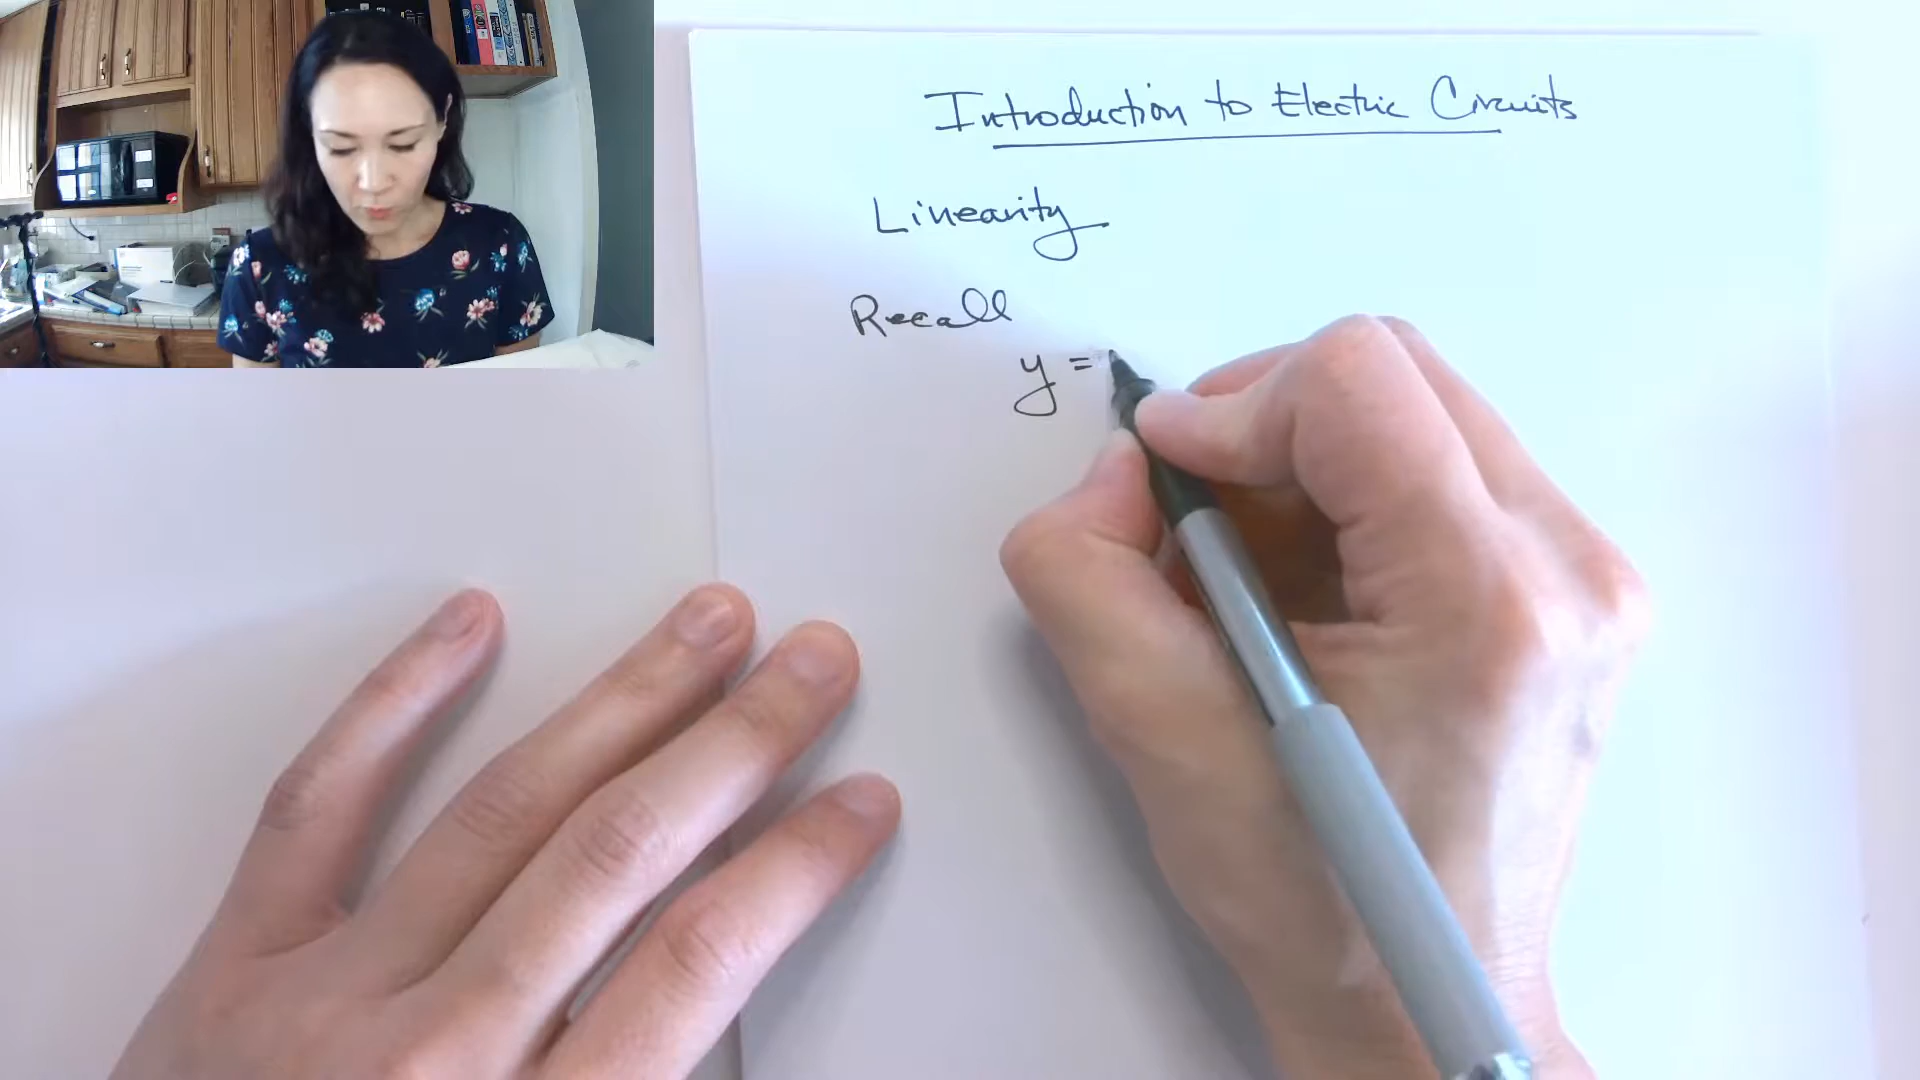 Introduction to Electric Circuits
Linearity
Recall
y =